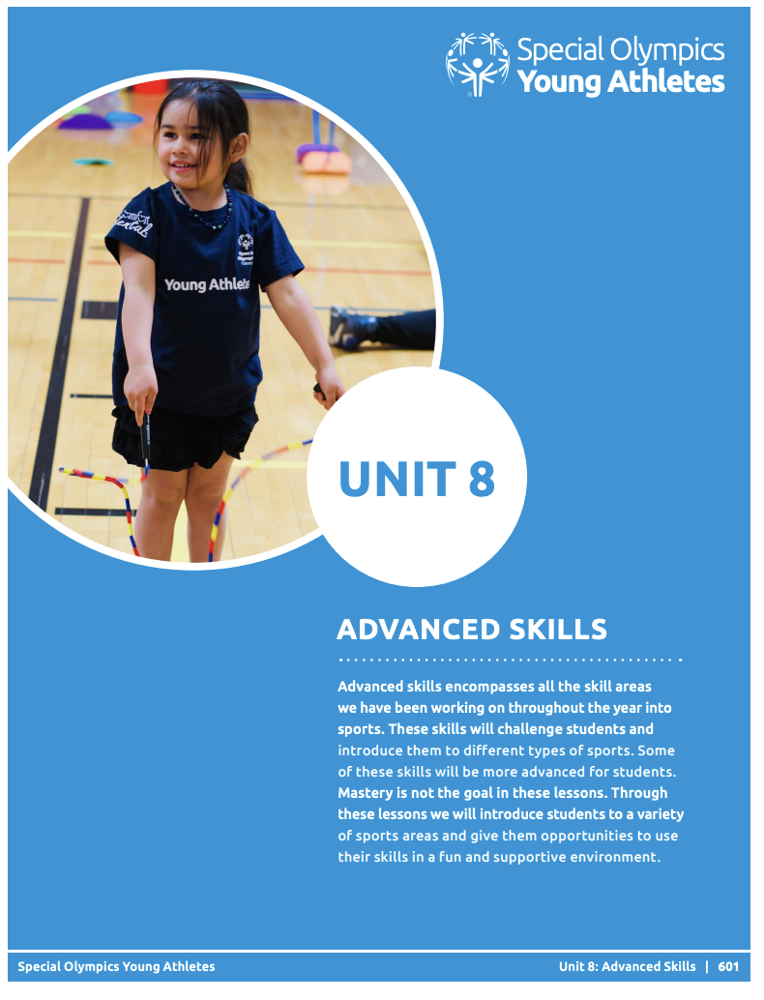 Special Olympics
Young Athletes
Young Athlete
UNIT 8
ADVANCED SKILLS
Advanced skills encompasses all the skill areas
we have been working on throughout the year into
sports. These skills will challenge students and
introduce them to different types of sports. Some
of these skills will be more advanced for students.
Mastery is not the goal in these lessons. Through
these lessons we will introduce students to a variety
of sports areas and give them opportunities to use
their skills in a fun and supportive environment.
Special Olympics Young Athletes
Unit 8: Advanced Skills | 601